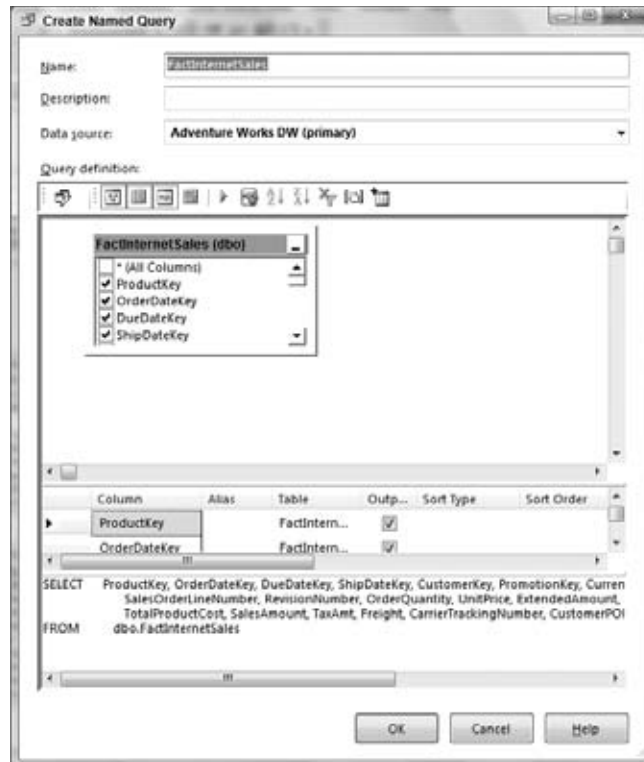 Create Named Query
Name: FactInternetSales
Description:
Data source: Adventure Works DW (primary)
Query definition:
FactInternetSales (dbo)
* (All Columns)
ProductKey
OrderDateKey
DueDateKey
ShipDateKey
Column Alias Table Outp... Sort Type Sort Order
ProductKey FactIntern...
OrderDateKey FactIntern...
SELECT ProductKey, OrderDateKey, DueDateKey, ShipDateKey, CustomerKey, PromotionKey, Curren
SalesOrderLineNumber, RevisionNumber, OrderQuantity, UnitPrice, ExtendedAmount,
TotalProductCost, SalesAmount, TaxAmt, Freight, CarrierTrackingNumber, CustomerPO
FROM dbo.FactInternetSales
OK Cancel Help